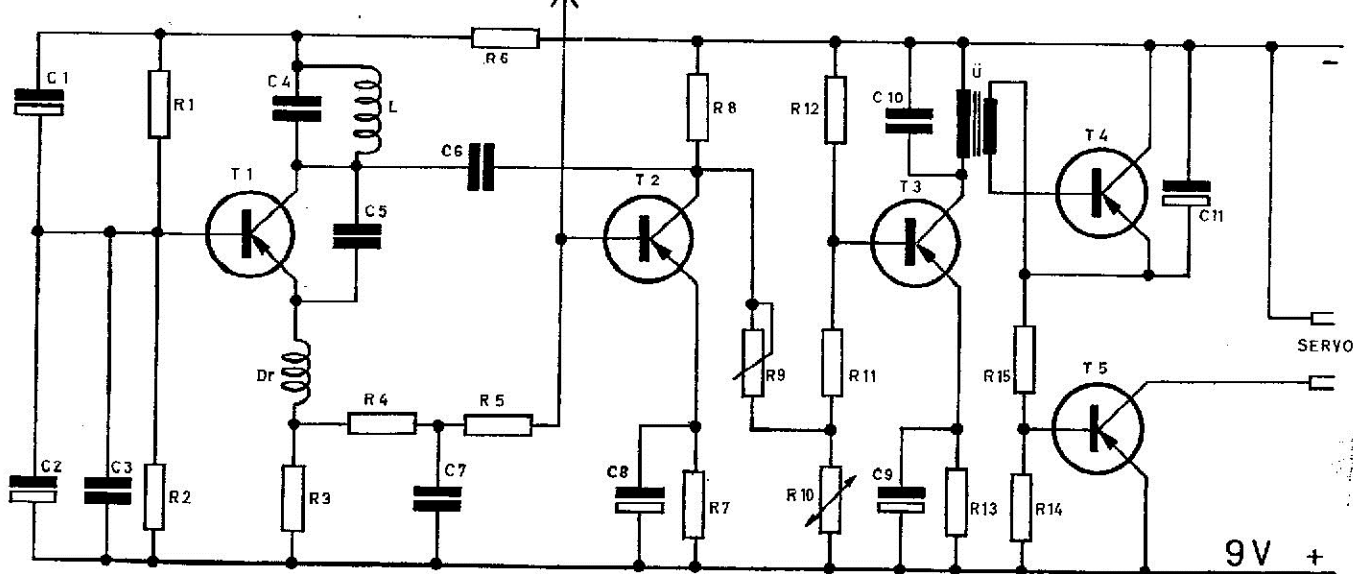 R6
-
C1
C4
L
R1
R8
R12
C10
Ü
C6
T4
T1
T2
T3
C5
C11
SERVO
Dr
R9
R11
R15
T5
R4
R5
C2
C3
R2
R3
C7
C8
R7
R10
C9
R13
R14
9V +